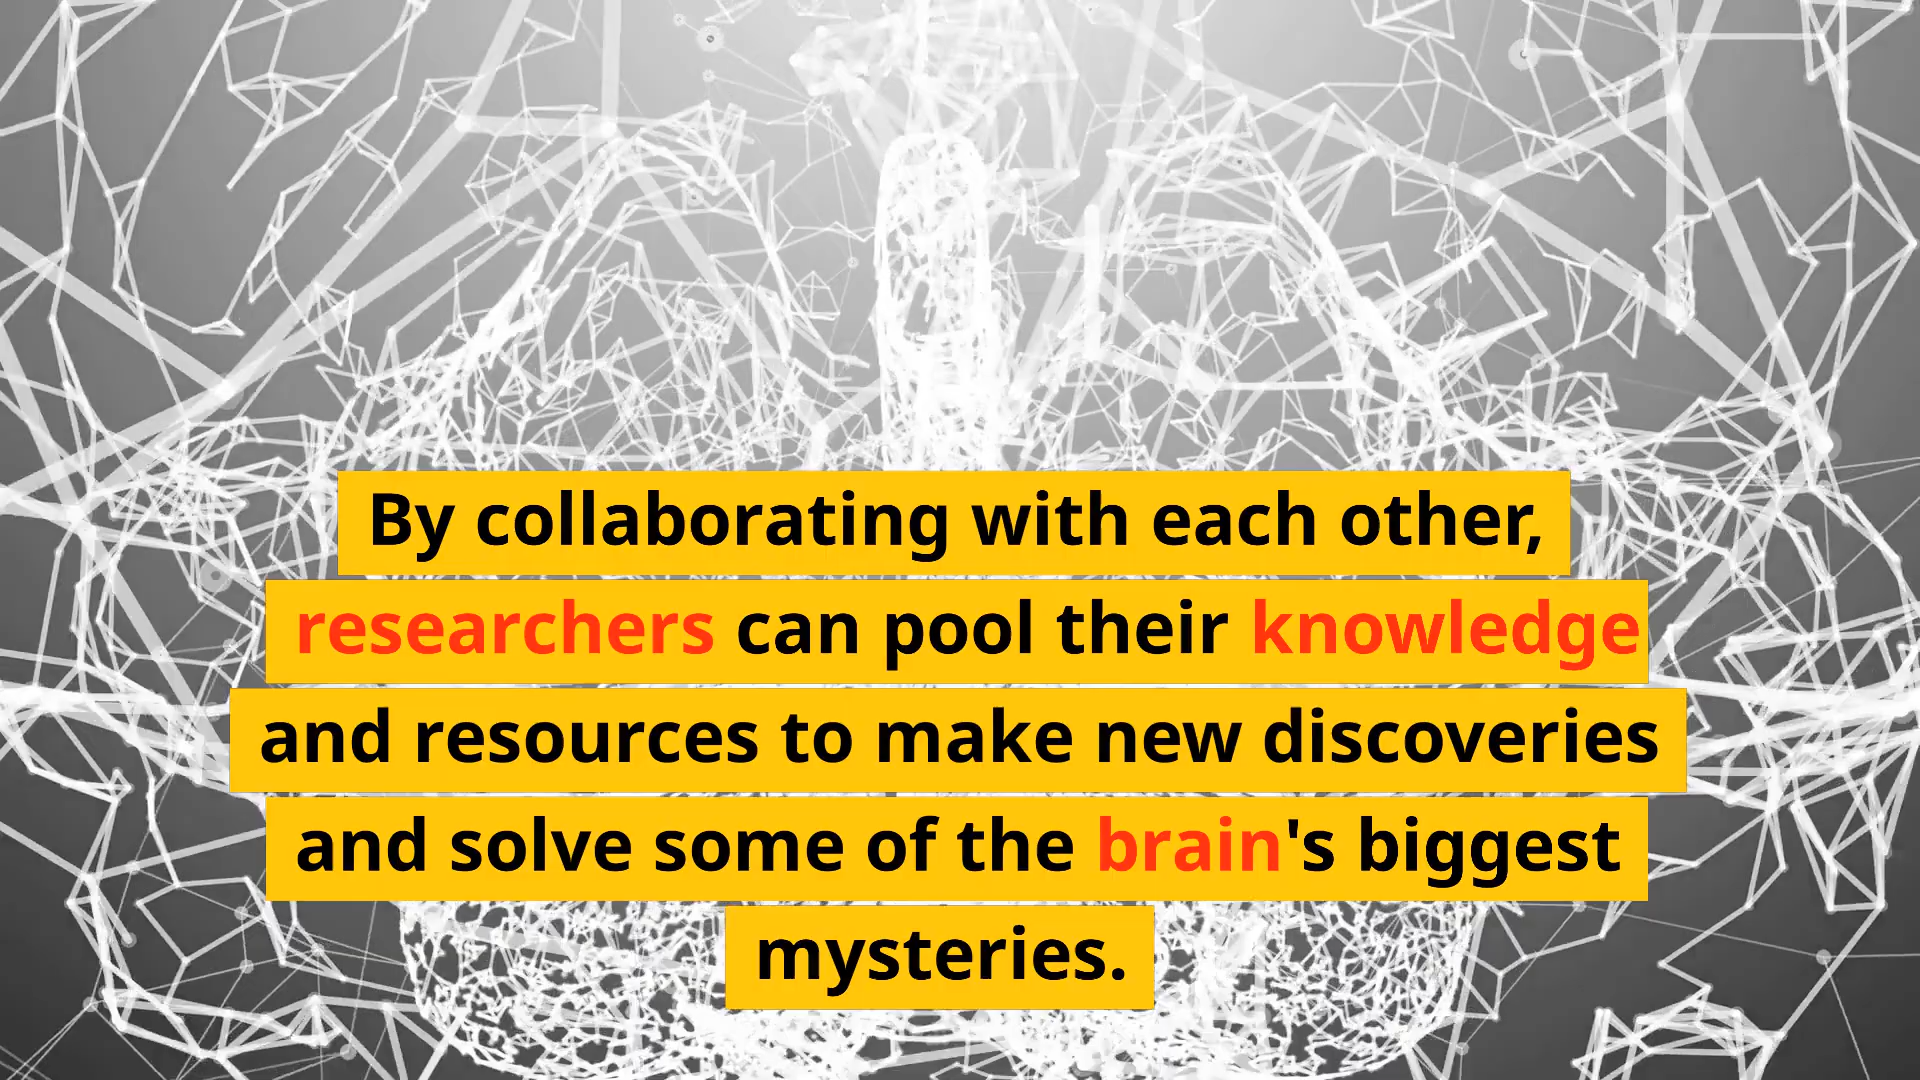 By collaborating with each other,
researchers can pool their knowledge
and resources to make new discoveries
and solve some of the brain's biggest
mysteries.